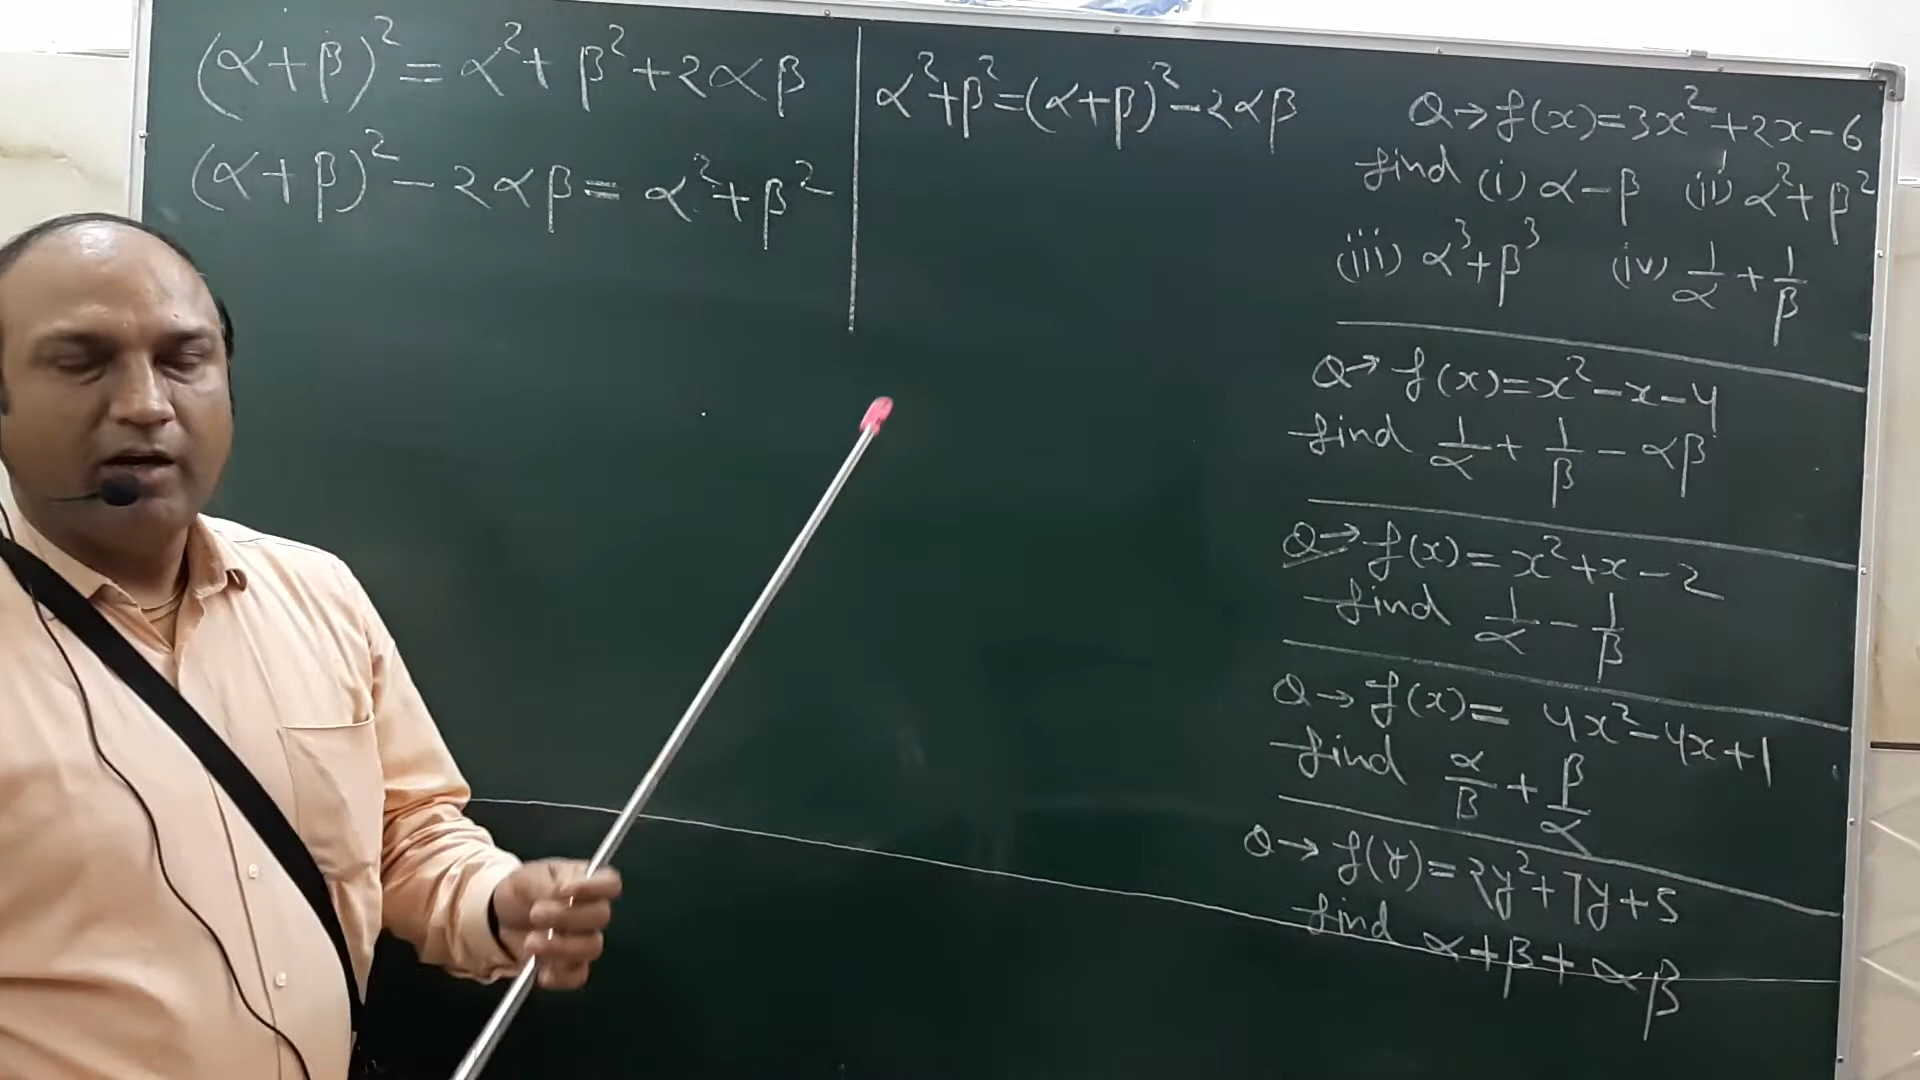 (α+β)²=α²+β²+2αβ
(α+β)²-2αβ=α²+β²
α²+β²=(α+β)²-2αβ
Q→f(x)=3x²+2x-6
find (i) α-β (ii) α²+β²
(iii) α³+β³ (iv) 1/α+1/β
Q→f(x)=x²-x-4
find 1/α+1/β-αβ
Q→f(x)=x²+x-2
find 1/α-1/β
Q→f(x)=4x²-4x+1
find α/β+β/α
Q→f(y)=2y²+7y+5
find α+β+αβ